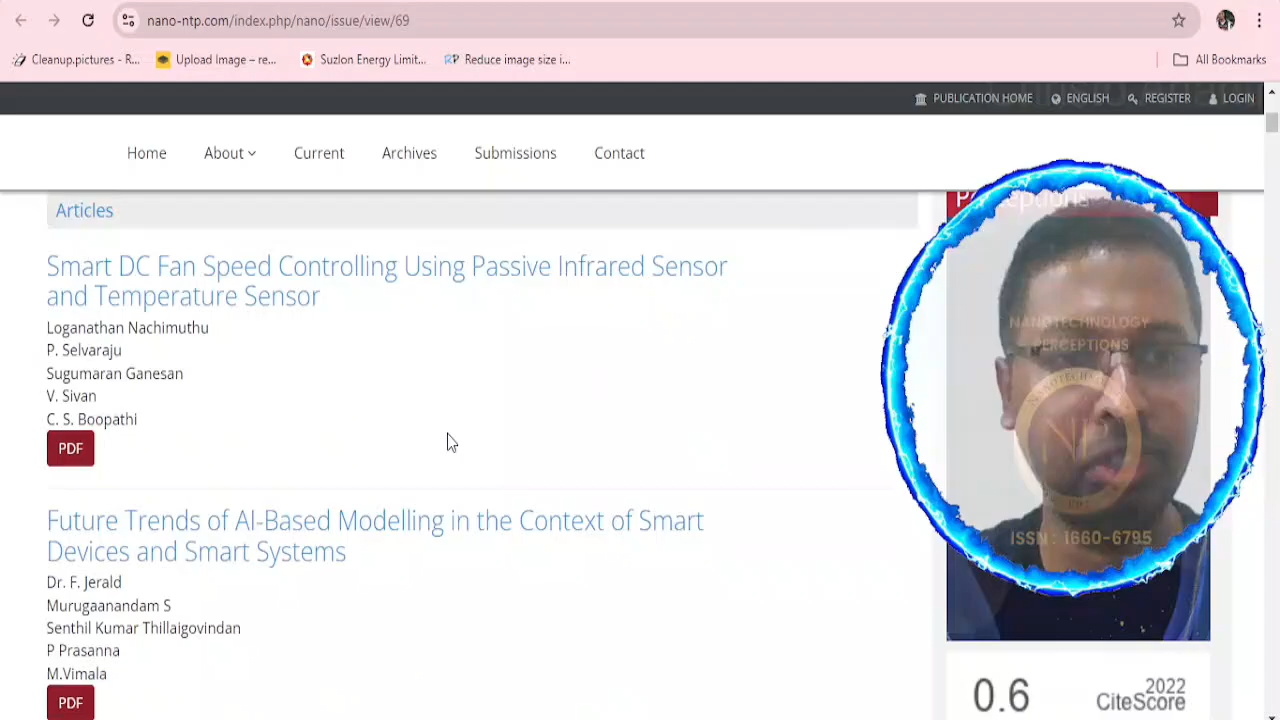 nano-ntp.com/index.php/nano/issue/view/69
Cleanup.pictures - R...
Upload Image – re...
Suzlon Energy Limit...
Reduce image size i...
All Bookmarks
PUBLICATION HOME
ENGLISH
REGISTER
LOGIN
Home
About
Current
Archives
Submissions
Contact
Articles
Perceptions
Smart DC Fan Speed Controlling Using Passive Infrared Sensor
and Temperature Sensor
Loganathan Nachimuthu
P. Selvaraju
Sugumaran Ganesan
V. Sivan
C. S. Boopathi
PDF
NANOTECHNOLOGY
PERCEPTIONS
ISSN: 1660-6795
Future Trends of AI-Based Modelling in the Context of Smart
Devices and Smart Systems
Dr. F. Jerald
Murugaanandam S
Senthil Kumar Thillaigovindan
P Prasanna
M.Vimala
PDF
0.6
2022
CiteScore